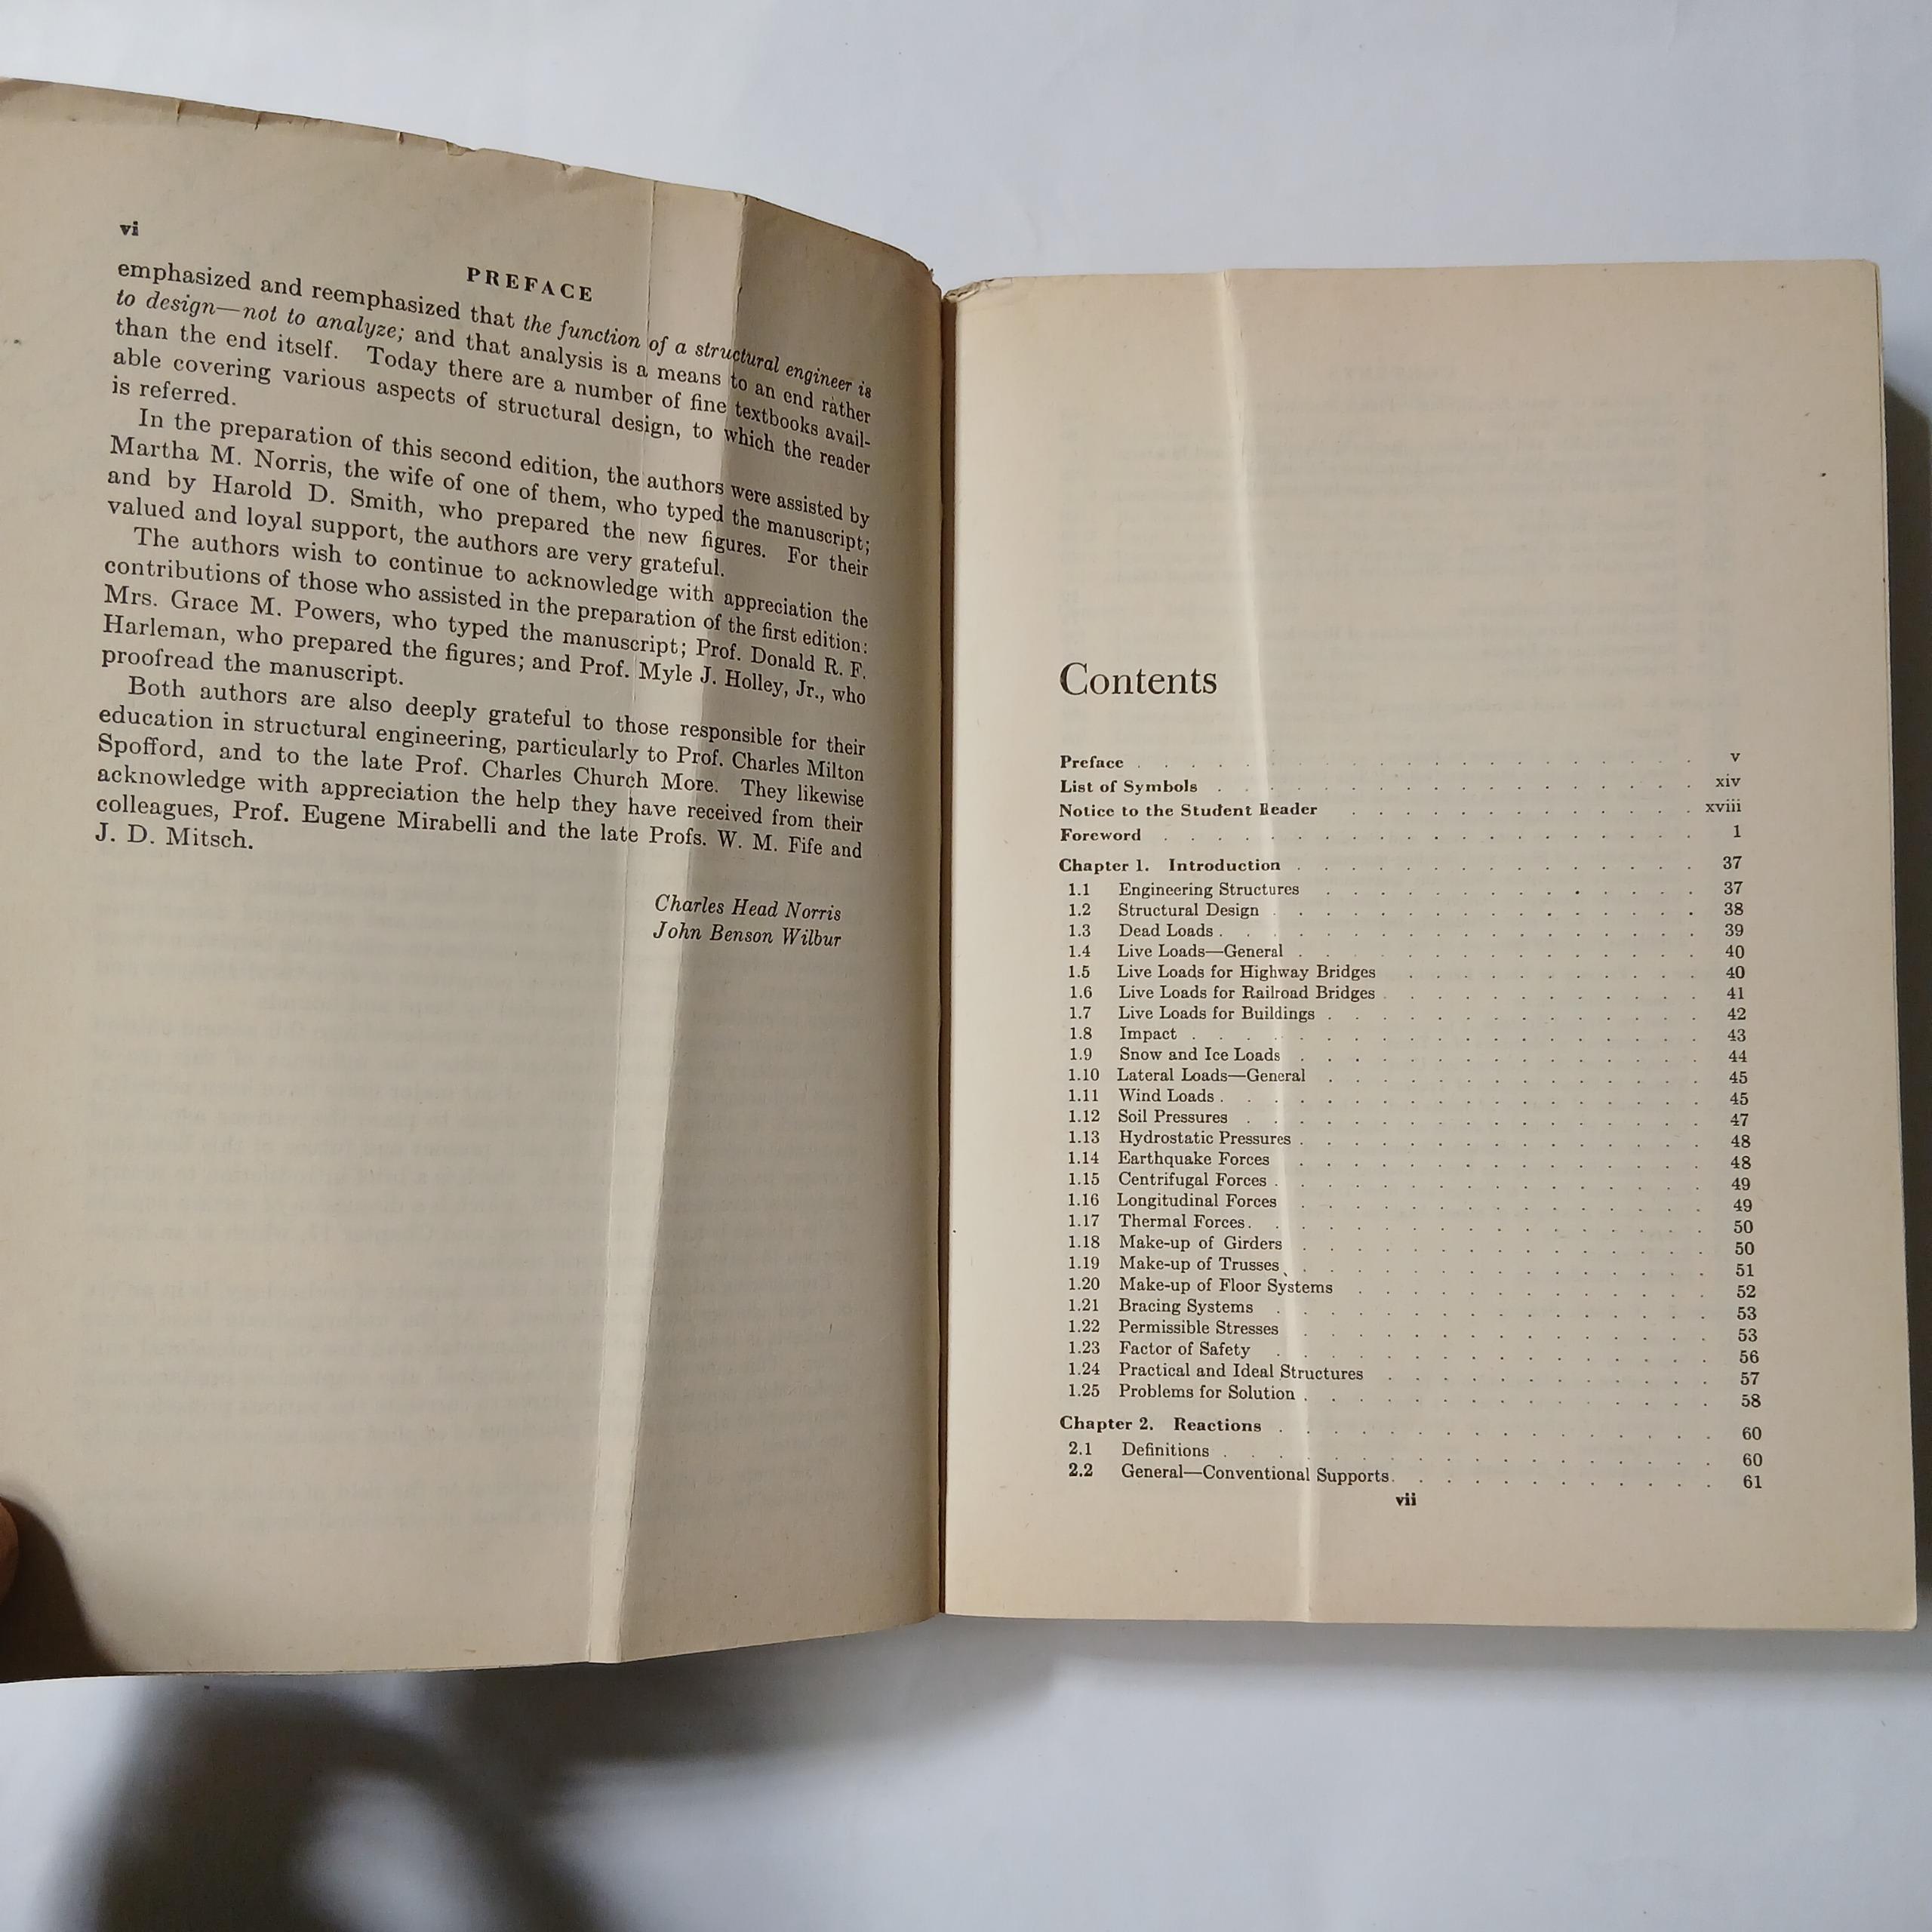 vi
PREFACE
emphasized and reemphasized that the function of a structural engineer is
to design—not to analyze; and that analysis is a means to an end rather
than the end itself. Today there are a number of fine textbooks avail-
able covering various aspects of structural design, to which the reader
is referred.
In the preparation of this second edition, the authors were assisted by
Martha M. Norris, the wife of one of them, who typed the manuscript;
and by Harold D. Smith, who prepared the new figures. For their
valued and loyal support, the authors are very grateful.
The authors wish to continue to acknowledge with appreciation the
contributions of those who assisted in the preparation of the first edition:
Mrs. Grace M. Powers, who typed the manuscript; Prof. Donald R. F.
Harleman, who prepared the figures; and Prof. Myle J. Holley, Jr., who
proofread the manuscript.
Both authors are also deeply grateful to those responsible for their
education in structural engineering, particularly to Prof. Charles Milton
Spofford, and to the late Prof. Charles Church More. They likewise
acknowledge with appreciation the help they have received from their
colleagues, Prof. Eugene Mirabelli and the late Profs. W. M. Fife and
J. D. Mitsch.
Charles Head Norris
John Benson Wilbur
Contents
Preface v
List of Symbols xiv
Notice to the Student Reader xviii
Foreword 1
Chapter 1. Introduction 37
1.1 Engineering Structures 37
1.2 Structural Design 38
1.3 Dead Loads 39
1.4 Live Loads—General 40
1.5 Live Loads for Highway Bridges 40
1.6 Live Loads for Railroad Bridges 41
1.7 Live Loads for Buildings 42
1.8 Impact 43
1.9 Snow and Ice Loads 44
1.10 Lateral Loads—General 45
1.11 Wind Loads 45
1.12 Soil Pressures 47
1.13 Hydrostatic Pressures 48
1.14 Earthquake Forces 48
1.15 Centrifugal Forces 49
1.16 Longitudinal Forces 49
1.17 Thermal Forces 50
1.18 Make-up of Girders 50
1.19 Make-up of Trusses 51
1.20 Make-up of Floor Systems 52
1.21 Bracing Systems 53
1.22 Permissible Stresses 53
1.23 Factor of Safety 56
1.24 Practical and Ideal Structures 57
1.25 Problems for Solution 58
Chapter 2. Reactions 60
2.1 Definitions 60
2.2 General—Conventional Supports 61
vii